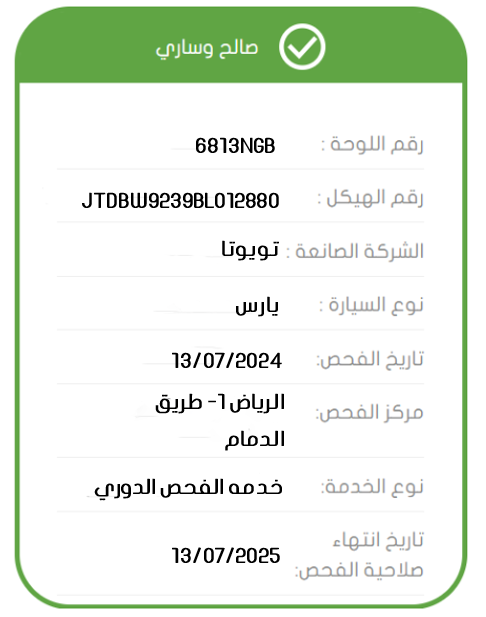 صالح وساري
رقم اللوحة : 6813NGB
رقم الهيكل : JTDBW9239BL012880
الشركة الصانعة : تويوتا
نوع السيارة : يارس
تاريخ الفحص: 13/07/2024
مركز الفحص: الرياض 1- طريق
الدمام
نوع الخدمة: خدمه الفحص الدوري
تاريخ انتهاء
صلاحية الفحص: 13/07/2025